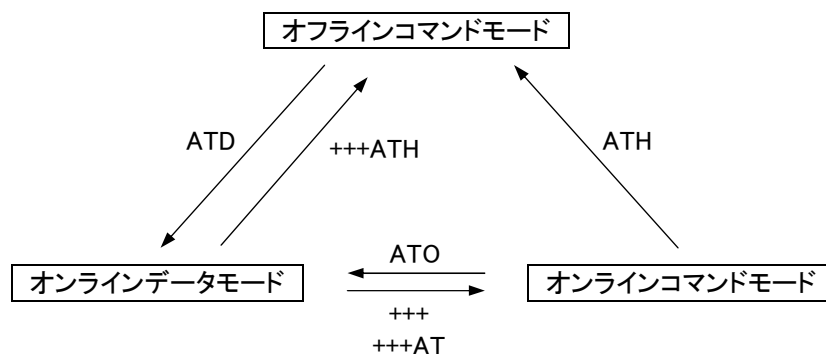 オフラインコマンドモード
ATD
+++ATH
ATH
オンラインデータモード
ATO
オンラインコマンドモード
+++
+++AT